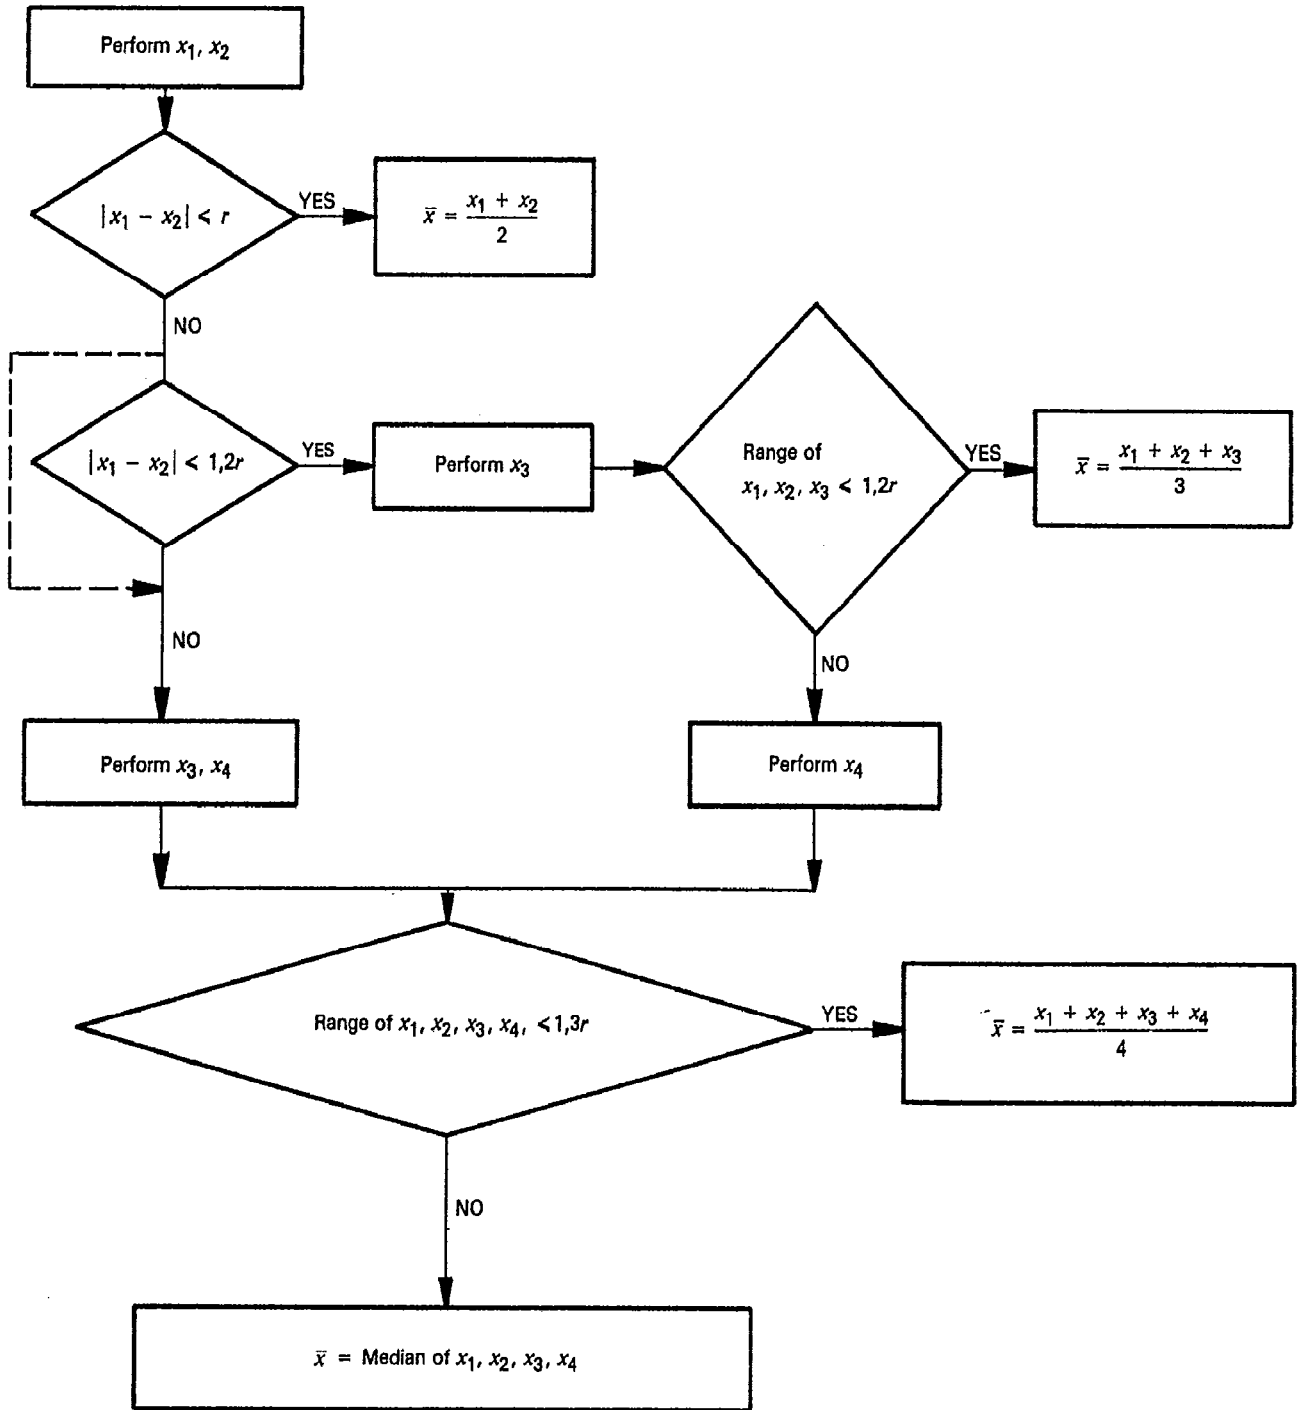 Perform x₁, x₂
|x₁ − x₂| < r
YES
x̄ = (x₁ + x₂)/2
NO
|x₁ − x₂| < 1,2r
YES
Perform x₃
Range of
x₁, x₂, x₃ < 1,2r
YES
x̄ = (x₁ + x₂ + x₃)/3
NO
NO
Perform x₃, x₄
Perform x₄
Range of x₁, x₂, x₃, x₄, < 1,3r
YES
x̄ = (x₁ + x₂ + x₃ + x₄)/4
NO
x̄ = Median of x₁, x₂, x₃, x₄